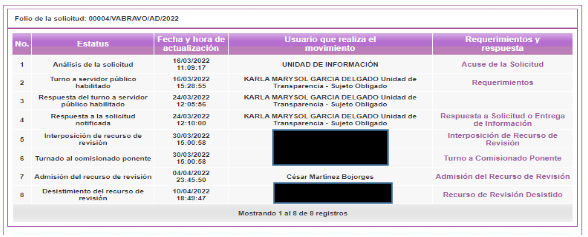 Folio de la solicitud: 00004/VABRAVO/AD/2022
No. Estatus Fecha y hora de actualización Usuario que realiza el movimiento Requerimientos y respuesta
1 Análisis de la solicitud 16/03/2022 11:09:17 UNIDAD DE INFORMACIÓN Acuse de la Solicitud
2 Turno a servidor público habilitado 16/03/2022 15:28:55 KARLA MARYSOL GARCIA DELGADO Unidad de Transparencia - Sujeto Obligado Requerimientos
3 Respuesta del turno a servidor público habilitado 24/03/2022 12:05:56 KARLA MARYSOL GARCIA DELGADO Unidad de Transparencia - Sujeto Obligado
4 Respuesta a la solicitud notificada 24/03/2022 12:10:00 KARLA MARYSOL GARCIA DELGADO Unidad de Transparencia - Sujeto Obligado Respuesta a Solicitud o Entrega de Información
5 Interposición de recurso de revisión 30/03/2022 15:00:58 Interposición de Recurso de Revisión
6 Turnado al comisionado ponente 30/03/2022 15:00:58 Turno a Comisionado Ponente
7 Admisión del recurso de revisión 04/04/2022 23:45:50 César Martínez Bojorges Admisión del Recurso de Revisión
8 Desistimiento del recurso de revisión 10/04/2022 18:49:47 Recurso de Revisión Desistido
Mostrando 1 al 8 de 8 registros